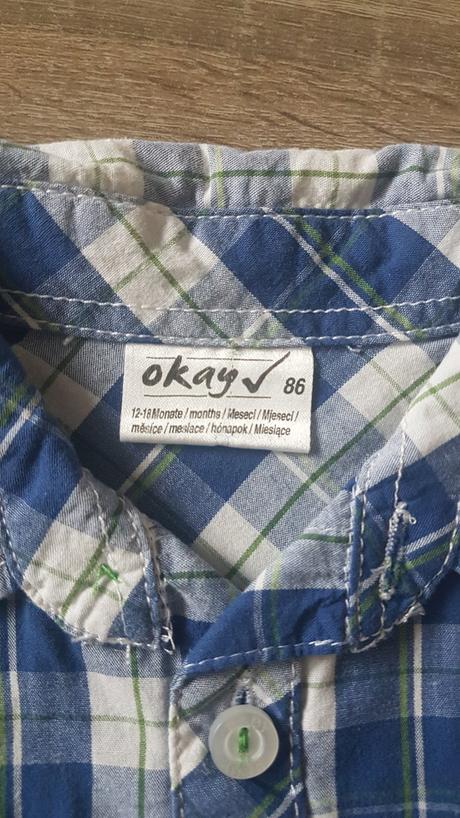 okay✓ 86
12-18 Monate / months / Meseci / Mjeseci /
měsíce / mesiace / hónapok / Miesiące